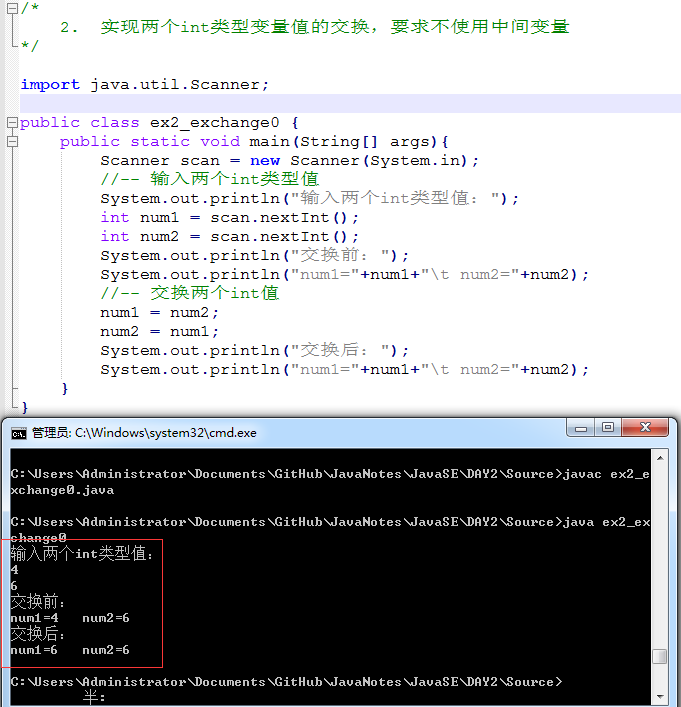 /*
2. 实现两个int类型变量值的交换，要求不使用中间变量
*/
import java.util.Scanner;
public class ex2_exchange0 {
public static void main(String[] args){
Scanner scan = new Scanner(System.in);
//-- 输入两个int类型值
System.out.println("输入两个int类型值：");
int num1 = scan.nextInt();
int num2 = scan.nextInt();
System.out.println("交换前：");
System.out.println("num1="+num1+"\t num2="+num2);
//-- 交换两个int值
num1 = num2;
num2 = num1;
System.out.println("交换后：");
System.out.println("num1="+num1+"\t num2="+num2);
}
}
管理员: C:\Windows\system32\cmd.exe
C:\Users\Administrator\Documents\GitHub\JavaNotes\JavaSE\DAY2\Source>javac ex2_e
xchange0.java
C:\Users\Administrator\Documents\GitHub\JavaNotes\JavaSE\DAY2\Source>java ex2_ex
change0
输入两个int类型值：
4
6
交换前：
num1=4 num2=6
交换后：
num1=6 num2=6
C:\Users\Administrator\Documents\GitHub\JavaNotes\JavaSE\DAY2\Source>
半：